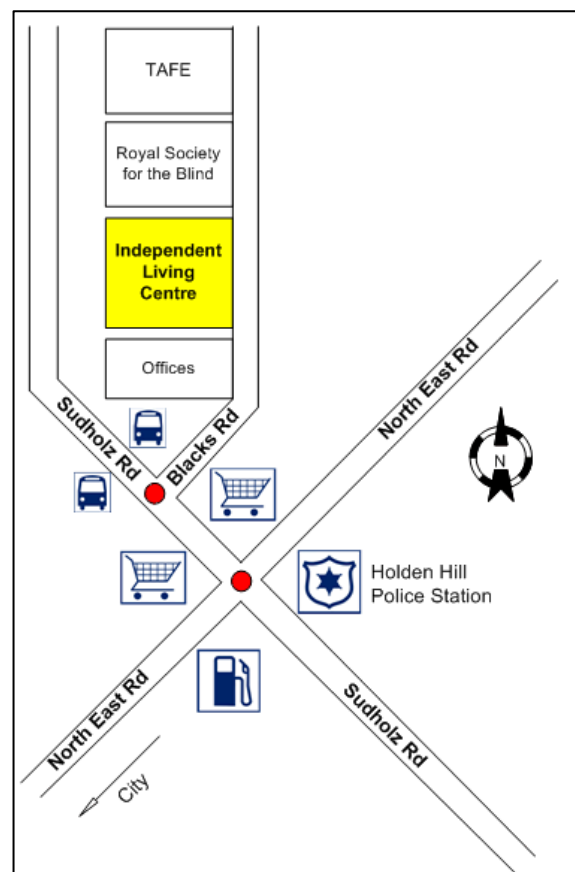 TAFE
Royal Society
for the Blind
Independent
Living
Centre
Offices
Sudholz Rd
Blacks Rd
North East Rd
N
Holden Hill
Police Station
North East Rd
City
Sudholz Rd